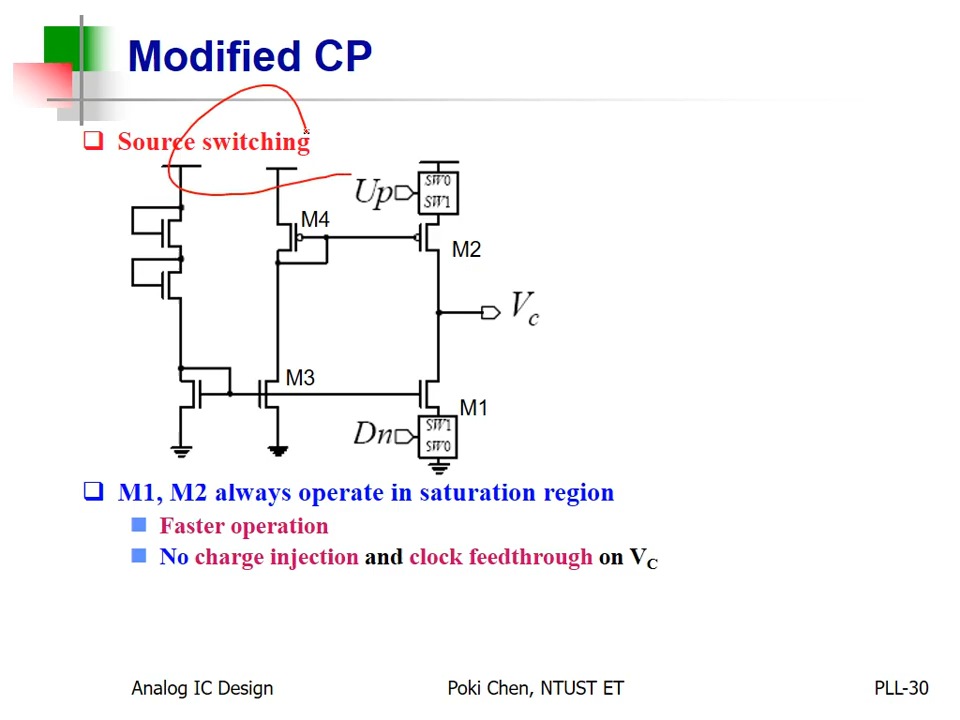 Modified CP
Source switching
Up
SW0
SW1
M4
M2
Vc
M3
M1
Dn
SW1
SW0
M1, M2 always operate in saturation region
Faster operation
No charge injection and clock feedthrough on VC
Analog IC Design
Poki Chen, NTUST ET
PLL-30